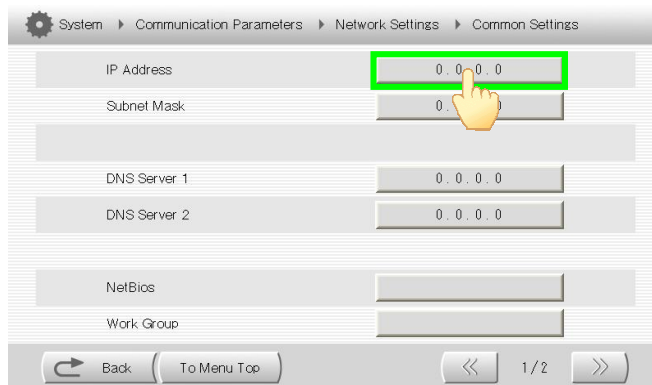 System ▶ Communication Parameters ▶ Network Settings ▶ Common Settings
IP Address 0.0.0.0
Subnet Mask 0.
DNS Server 1 0.0.0.0
DNS Server 2 0.0.0.0
NetBios
Work Group
Back To Menu Top 1/2